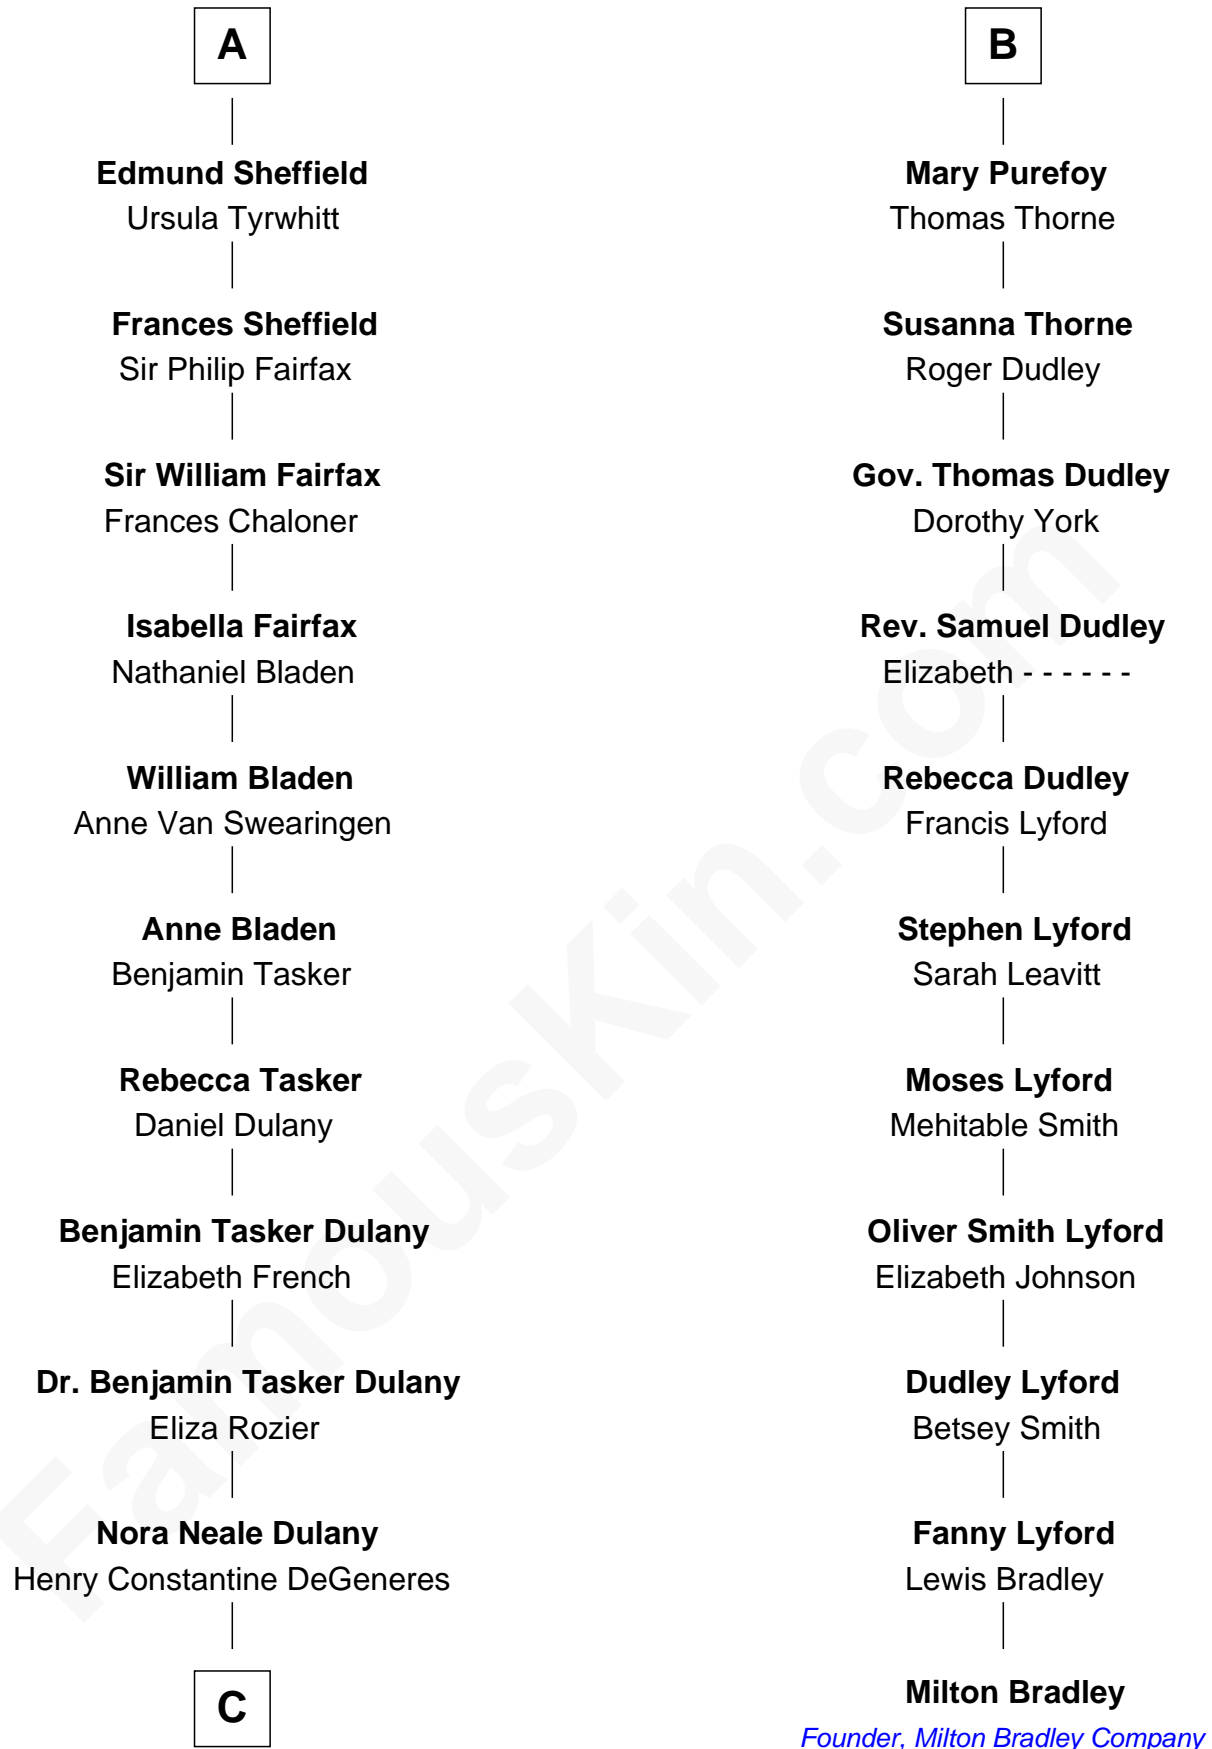 A
Edmund Sheffield
Ursula Tyrwhitt
Frances Sheffield
Sir Philip Fairfax
Sir William Fairfax
Frances Chaloner
Isabella Fairfax
Nathaniel Bladen
William Bladen
Anne Van Swearingen
Anne Bladen
Benjamin Tasker
Rebecca Tasker
Daniel Dulany
Benjamin Tasker Dulany
Elizabeth French
Dr. Benjamin Tasker Dulany
Eliza Rozier
Nora Neale Dulany
Henry Constantine DeGeneres
C
B
Mary Purefoy
Thomas Thorne
Susanna Thorne
Roger Dudley
Gov. Thomas Dudley
Dorothy York
Rev. Samuel Dudley
Elizabeth - - - - - -
Rebecca Dudley
Francis Lyford
Stephen Lyford
Sarah Leavitt
Moses Lyford
Mehitable Smith
Oliver Smith Lyford
Elizabeth Johnson
Dudley Lyford
Betsey Smith
Fanny Lyford
Lewis Bradley
Milton Bradley
Founder, Milton Bradley Company
FamousKin.com